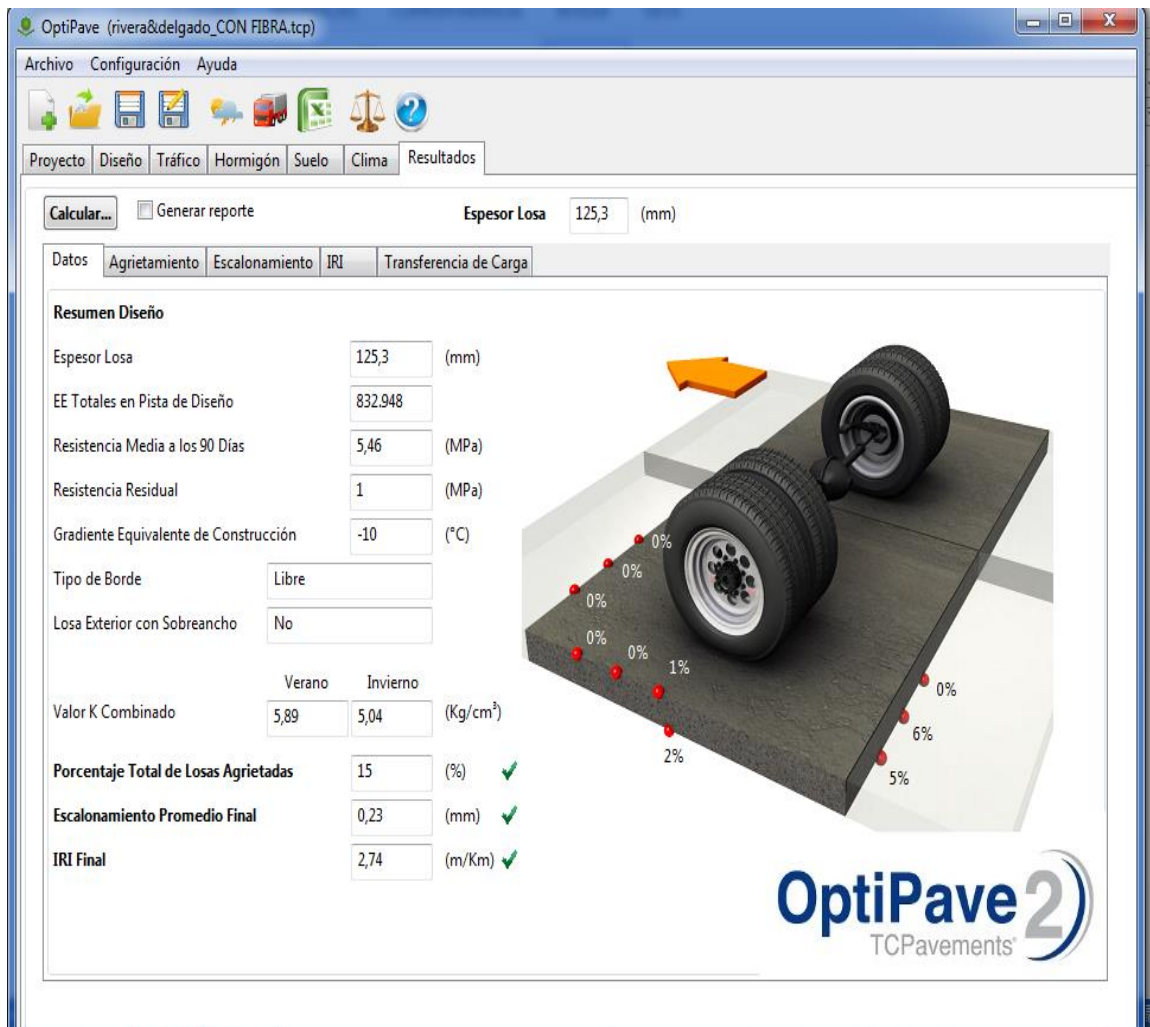 OptiPave (rivera&delgado_CON FIBRA.tcp)
Archivo Configuración Ayuda
Proyecto Diseño Tráfico Hormigón Suelo Clima Resultados
Calcular... Generar reporte Espesor Losa 125,3 (mm)
Datos Agrietamiento Escalonamiento IRI Transferencia de Carga
Resumen Diseño
Espesor Losa 125,3 (mm)
EE Totales en Pista de Diseño 832.948
Resistencia Media a los 90 Días 5,46 (MPa)
Resistencia Residual 1 (MPa)
Gradiente Equivalente de Construcción -10 (°C)
Tipo de Borde Libre
Losa Exterior con Sobreancho No
Verano Invierno
Valor K Combinado 5,89 5,04 (Kg/cm³)
Porcentaje Total de Losas Agrietadas 15 (%)
Escalonamiento Promedio Final 0,23 (mm)
IRI Final 2,74 (m/Km)
0%
0%
0%
0%
0%
1%
2%
0%
6%
5%
OptiPave 2
TCPavements®